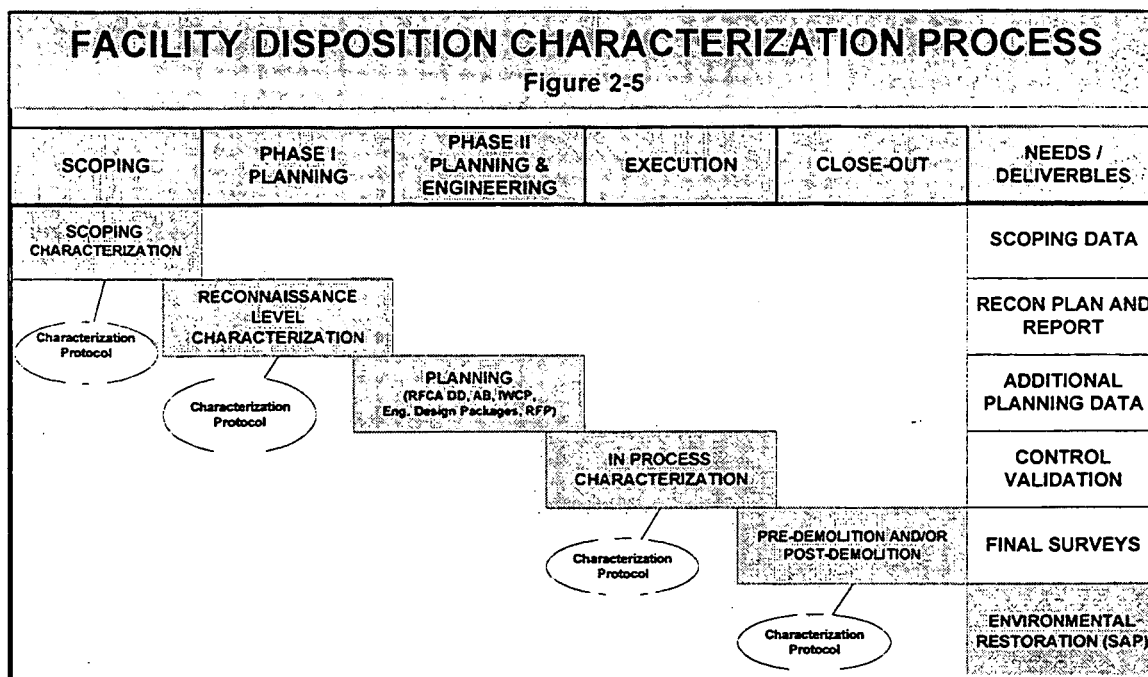 FACILITY DISPOSITION CHARACTERIZATION PROCESS
Figure 2-5
SCOPING
PHASE I
PLANNING
PHASE II
PLANNING &
ENGINEERING
EXECUTION
CLOSE-OUT
NEEDS /
DELIVERBLES
SCOPING
CHARACTERIZATION
SCOPING DATA
Characterization
Protocol
RECONNAISSANCE
LEVEL
CHARACTERIZATION
RECON PLAN AND
REPORT
Characterization
Protocol
PLANNING
(RFCA DD, AB, IWCP,
Eng. Design Packages, RFP)
ADDITIONAL
PLANNING DATA
IN PROCESS
CHARACTERIZATION
CONTROL
VALIDATION
Characterization
Protocol
PRE-DEMOLITION AND/OR
POST-DEMOLITION
FINAL SURVEYS
Characterization
Protocol
ENVIRONMENTAL
RESTORATION (SAP)